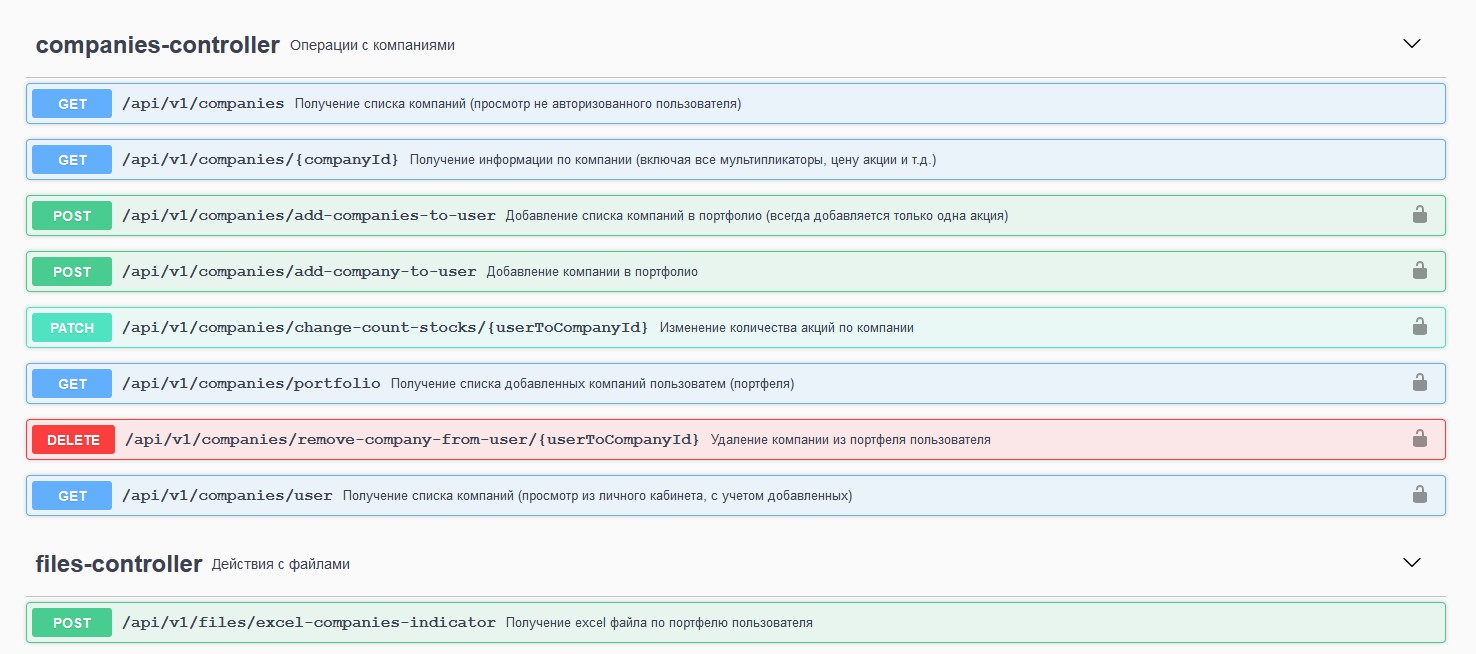 companies-controller Операции с компаниями
GET /api/v1/companies Получение списка компаний (просмотр не авторизованного пользователя)
GET /api/v1/companies/{companyId} Получение информации по компании (включая все мультипликаторы, цену акции и т.д.)
POST /api/v1/companies/add-companies-to-user Добавление списка компаний в портфолио (всегда добавляется только одна акция)
POST /api/v1/companies/add-company-to-user Добавление компании в портфолио
PATCH /api/v1/companies/change-count-stocks/{userToCompanyId} Изменение количества акций по компании
GET /api/v1/companies/portfolio Получение списка добавленных компаний пользоватем (портфеля)
DELETE /api/v1/companies/remove-company-from-user/{userToCompanyId} Удаление компании из портфеля пользователя
GET /api/v1/companies/user Получение списка компаний (просмотр из личного кабинета, с учетом добавленных)
files-controller Действия с файлами
POST /api/v1/files/excel-companies-indicator Получение excel файла по портфелю пользователя